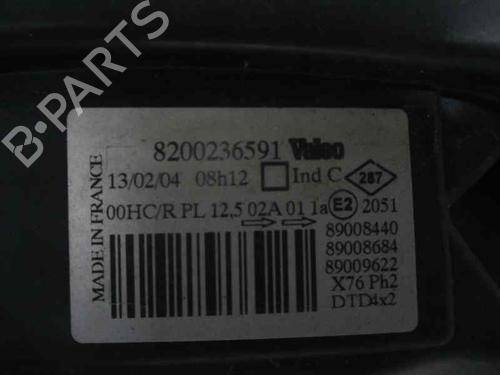 B-PARTS
MADE IN FRANCE
8200236591 Valeo
13/02/04 08h12 Ind C 287
00HC/R PL 12,5 02A 01 1a E2 2051
89008440
89008684
89009622
X76 Ph2
DTD4x2